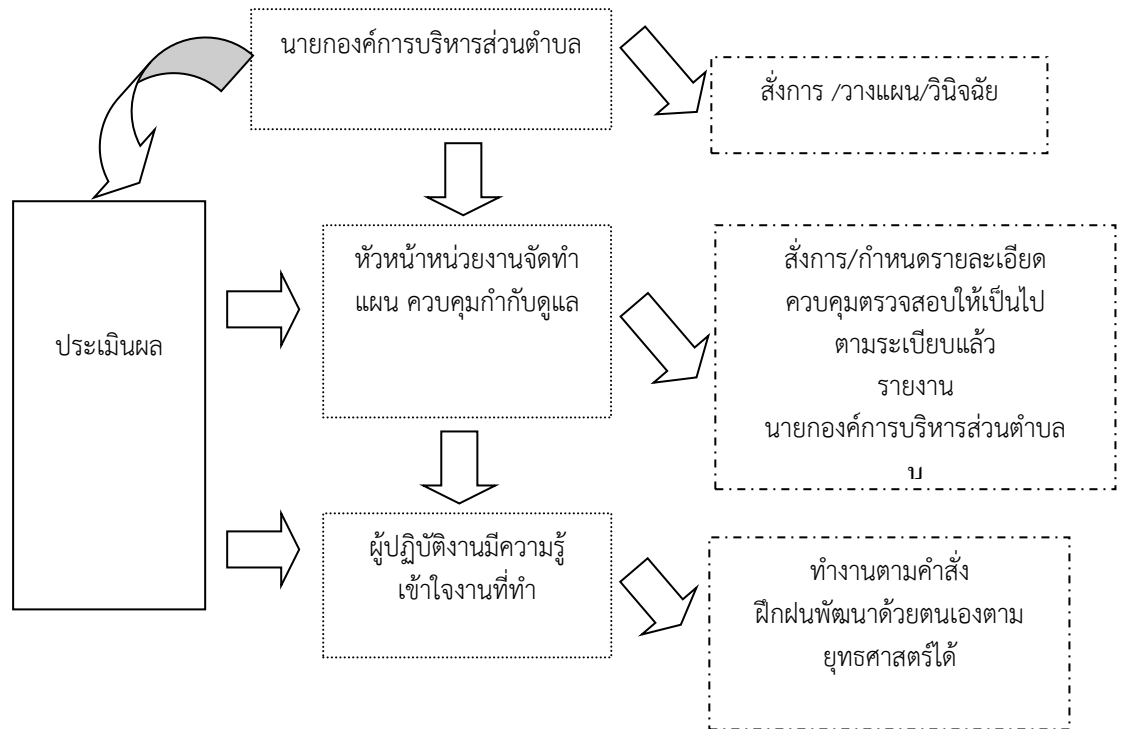 นายกองค์การบริหารส่วนตำบล
สั่งการ /วางแผน/วินิจฉัย
ประเมินผล
หัวหน้าหน่วยงานจัดทำ
แผน ควบคุมกำกับดูแล
สั่งการ/กำหนดรายละเอียด
ควบคุมตรวจสอบให้เป็นไป
ตามระเบียบแล้ว
รายงาน
นายกองค์การบริหารส่วนตำบล
บ
ผู้ปฏิบัติงานมีความรู้
เข้าใจงานที่ทำ
ทำงานตามคำสั่ง
ฝึกฝนพัฒนาด้วยตนเองตาม
ยุทธศาสตร์ได้